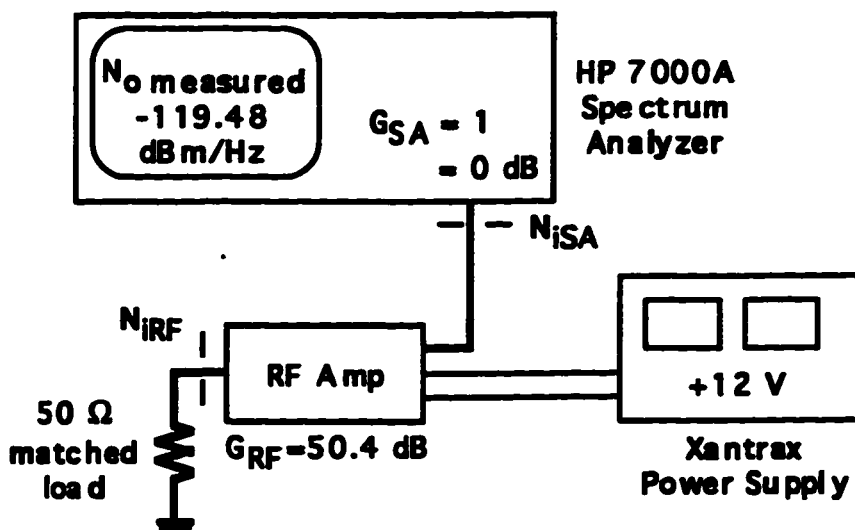 No measured
-119.48
dBm/Hz
GSA = 1
= 0 dB
HP 7000A
Spectrum
Analyzer
NiSA
NiRF
RF Amp
GRF=50.4 dB
50 Ω
matched
load
+12 V
Xantrax
Power Supply